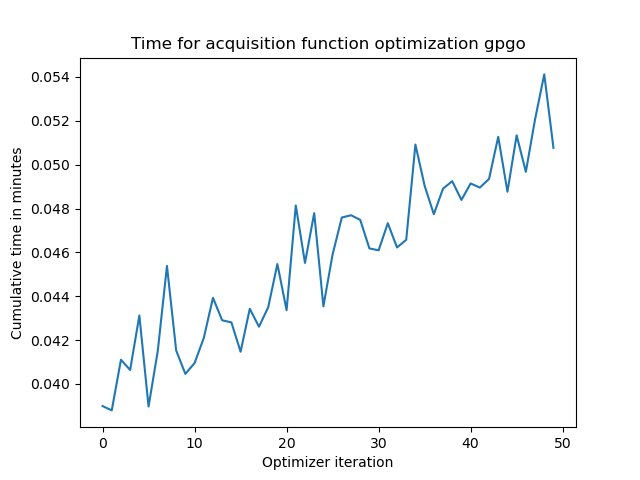 Time for acquisition function optimization gpgo
Cumulative time in minutes
0.054
0.052
0.050
0.048
0.046
0.044
0.042
0.040
0 10 20 30 40 50
Optimizer iteration